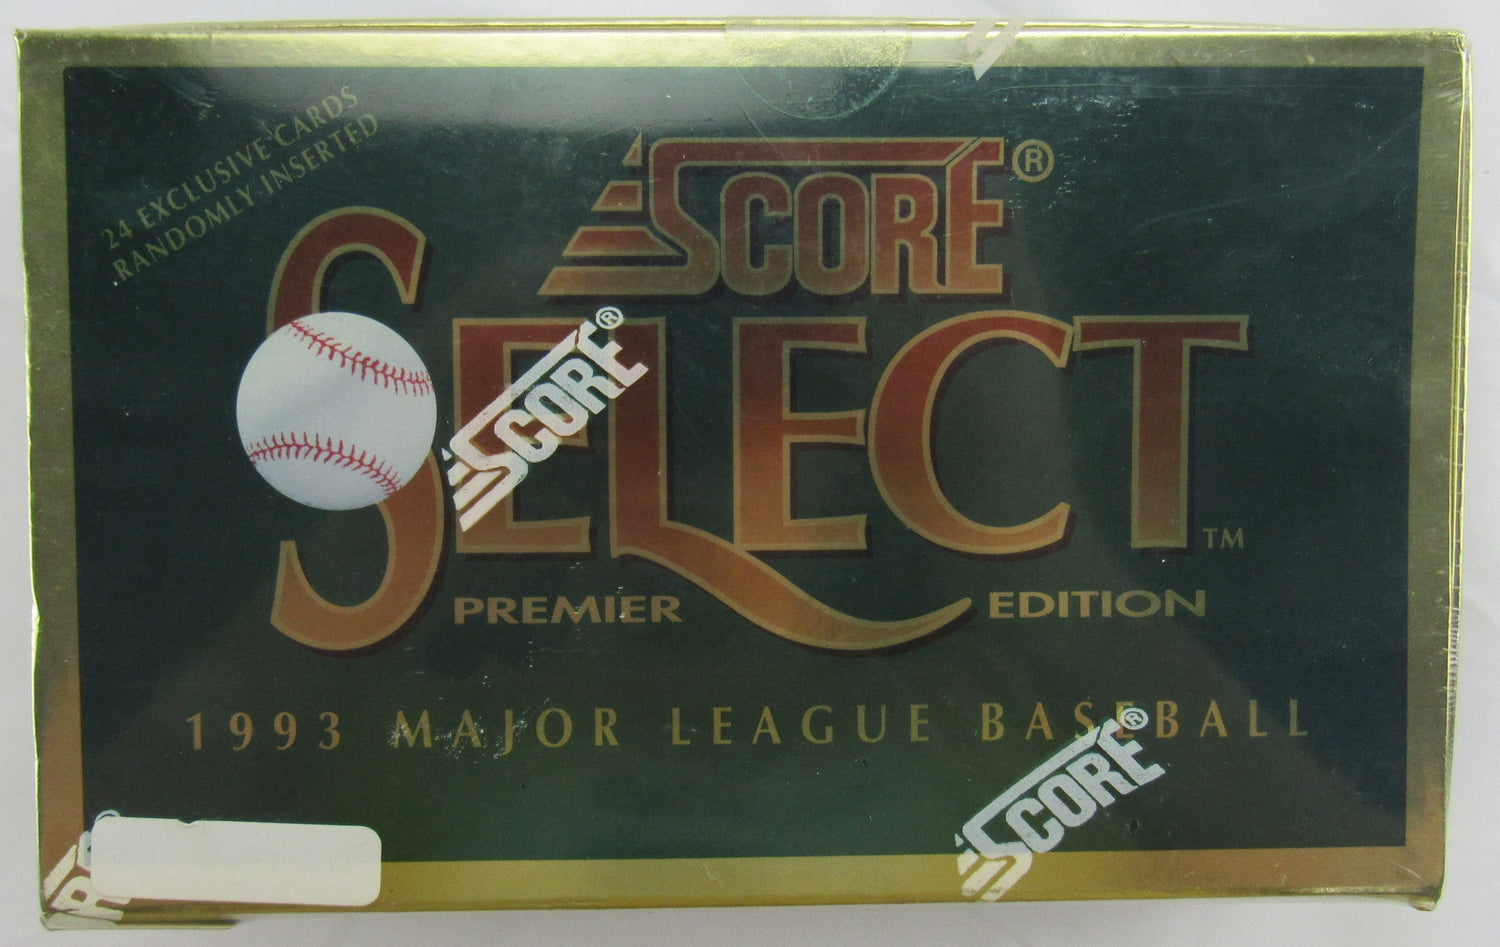 24 EXCLUSIVE CARDS
RANDOMLY INSERTED
SCORE®
SELECT™
SCORE®
PREMIER EDITION
1993 MAJOR LEAGUE BASEBALL
SCORE®